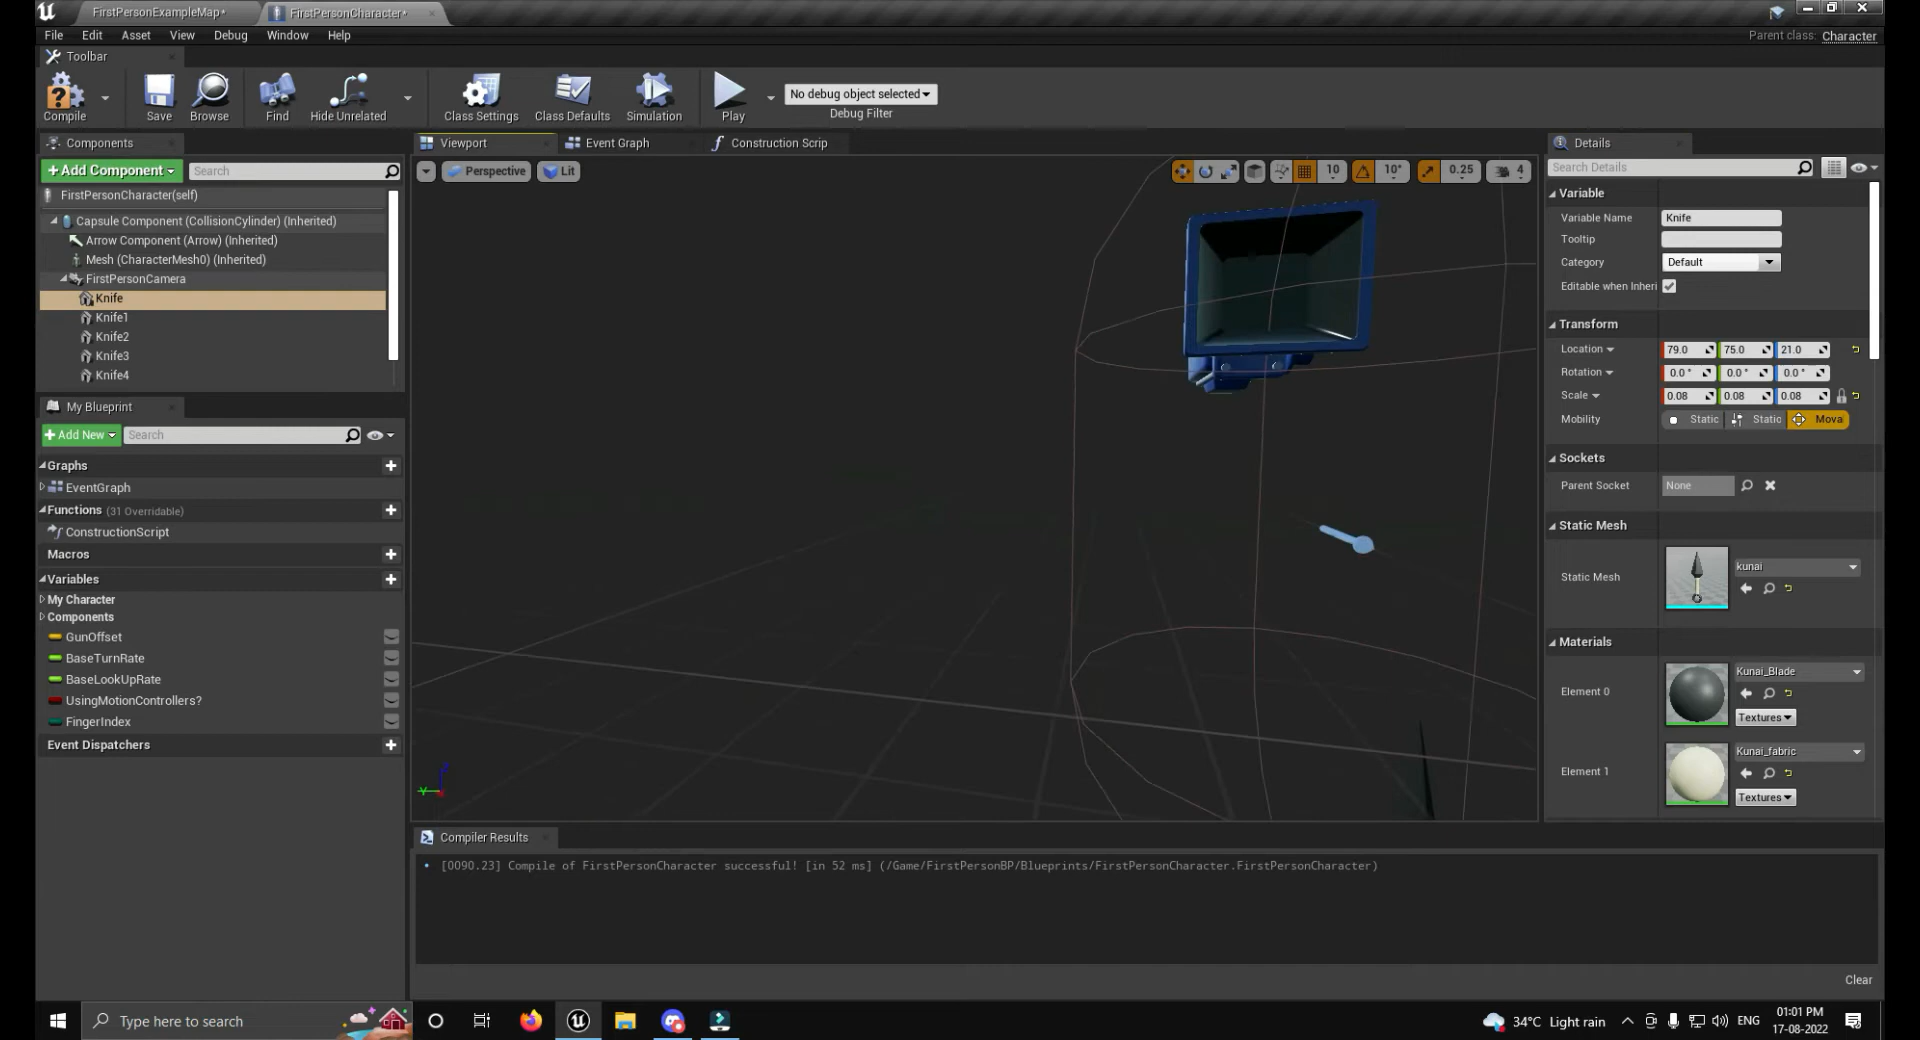 FirstPersonExampleMap*
FirstPersonCharacter*
File Edit Asset View Debug Window Help
Parent class: Character
Toolbar
Compile
Save
Browse
Find
Hide Unrelated
Class Settings
Class Defaults
Simulation
Play
No debug object selected
Debug Filter
Components
+Add Component
Search
FirstPersonCharacter(self)
Capsule Component (CollisionCylinder) (Inherited)
Arrow Component (Arrow) (Inherited)
Mesh (CharacterMesh0) (Inherited)
FirstPersonCamera
Knife
Knife1
Knife2
Knife3
Knife4
My Blueprint
+Add New
Search
Graphs
EventGraph
Functions (31 Overridable)
ConstructionScript
Macros
Variables
My Character
Components
GunOffset
BaseTurnRate
BaseLookUpRate
UsingMotionControllers?
FingerIndex
Event Dispatchers
Viewport
Event Graph
Construction Scrip
Perspective
Lit
10
10°
0.25
4
Compiler Results
[0090.23] Compile of FirstPersonCharacter successful! [in 52 ms] (/Game/FirstPersonBP/Blueprints/FirstPersonCharacter.FirstPersonCharacter)
Clear
Details
Search Details
Variable
Variable Name Knife
Tooltip
Category Default
Editable when Inheri
Transform
Location 79.0 75.0 21.0
Rotation 0.0° 0.0° 0.0°
Scale 0.08 0.08 0.08
Mobility Static Statio Mova
Sockets
Parent Socket None
Static Mesh
Static Mesh kunai
Materials
Element 0 Kunai_Blade
Textures
Element 1 Kunai_fabric
Textures
Type here to search
34°C Light rain
ENG
01:01 PM
17-08-2022